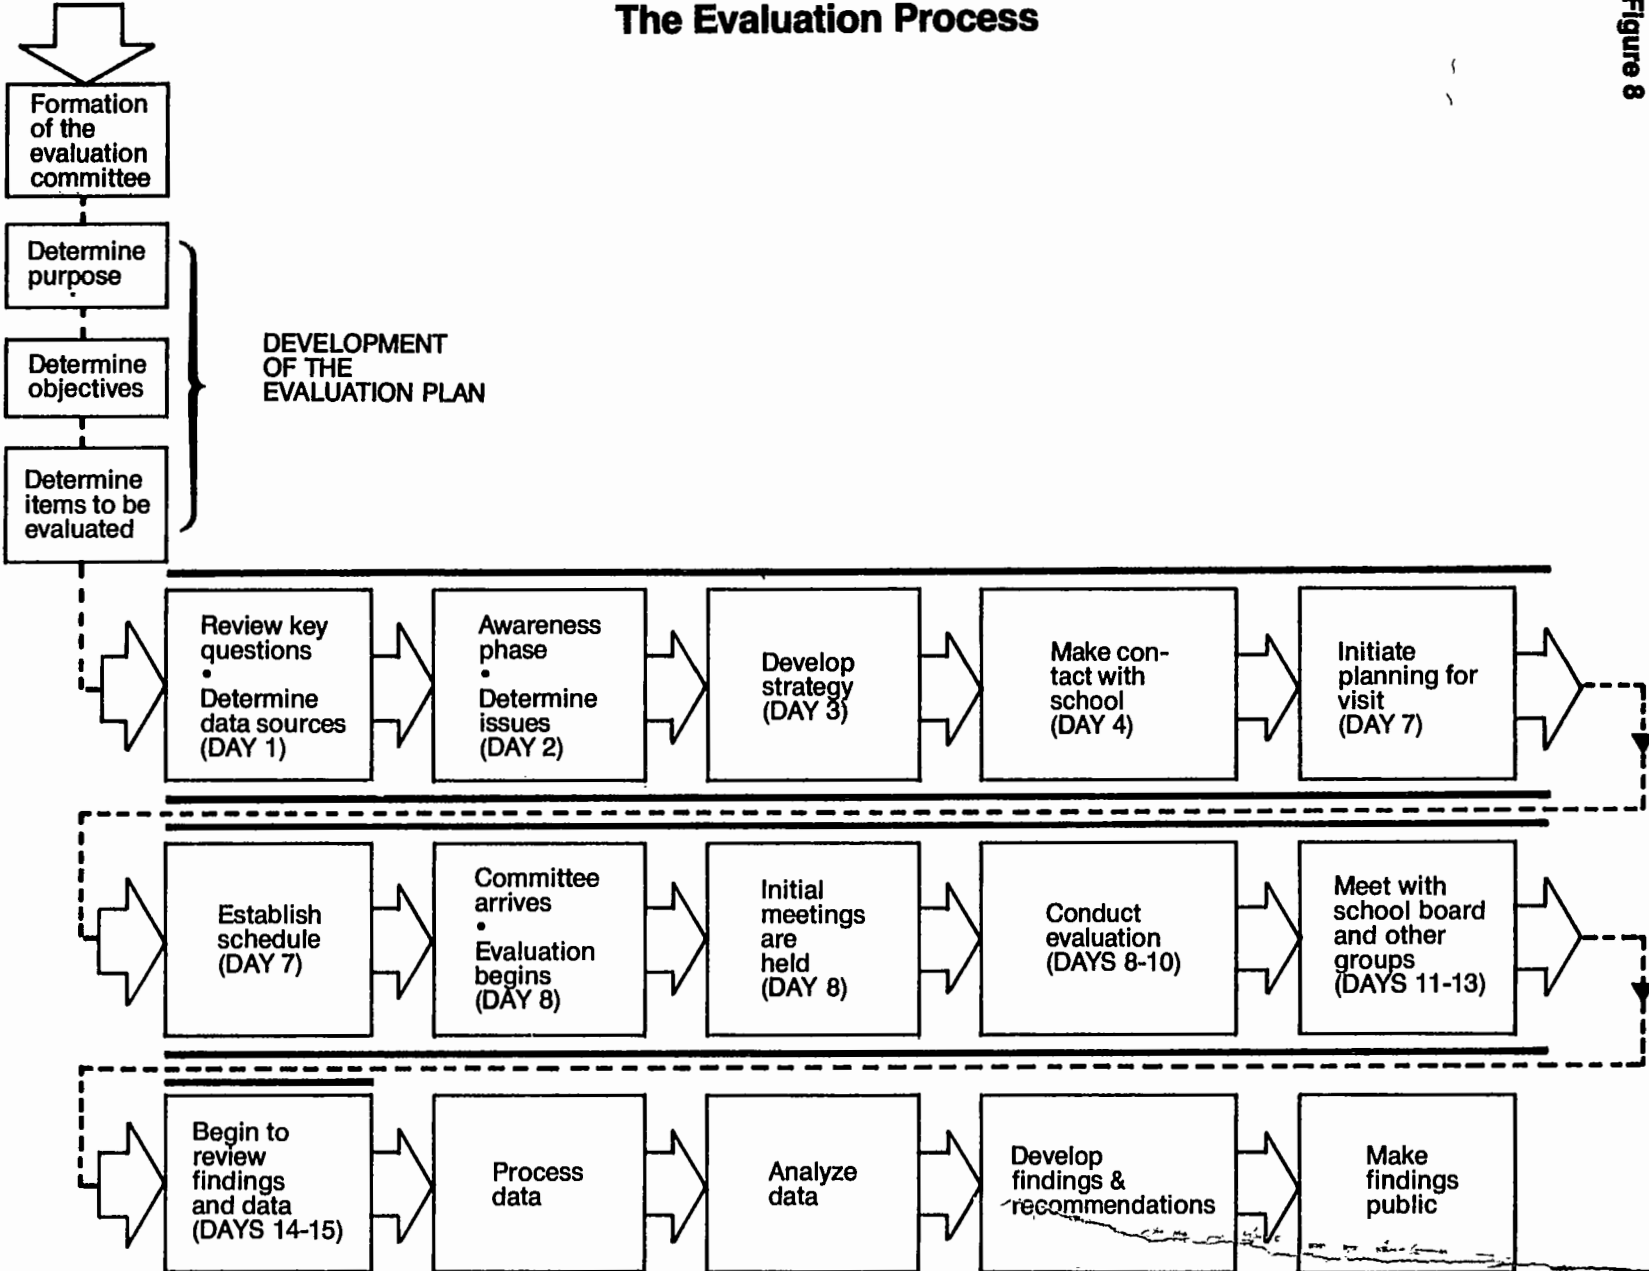 The Evaluation Process
Figure 8
Formation
of the
evaluation
committee
Determine
purpose
Determine
objectives
Determine
items to be
evaluated
DEVELOPMENT
OF THE
EVALUATION PLAN
Review key
questions
•
Determine
data sources
(DAY 1)
Awareness
phase
•
Determine
issues
(DAY 2)
Develop
strategy
(DAY 3)
Make con-
tact with
school
(DAY 4)
Initiate
planning for
visit
(DAY 7)
Establish
schedule
(DAY 7)
Committee
arrives
•
Evaluation
begins
(DAY 8)
Initial
meetings
are
held
(DAY 8)
Conduct
evaluation
(DAYS 8-10)
Meet with
school board
and other
groups
(DAYS 11-13)
Begin to
review
findings
and data
(DAYS 14-15)
Process
data
Analyze
data
Develop
findings &
recommendations
Make
findings
public